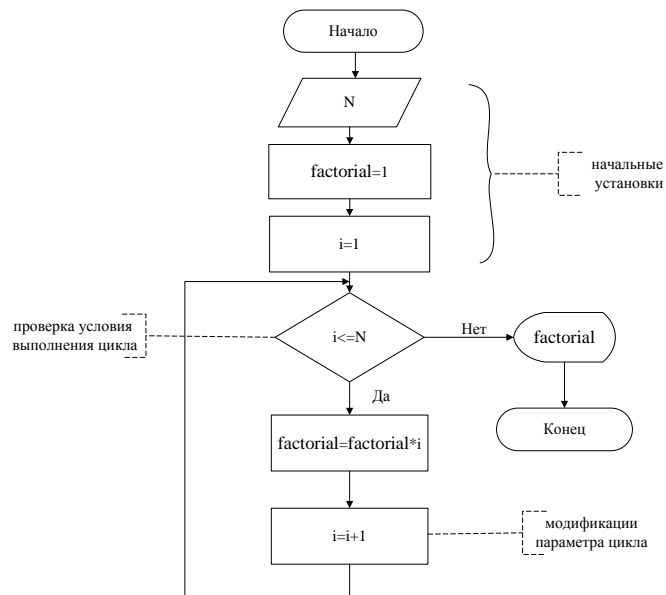 Начало
N
factorial=1
начальные
установки
i=1
проверка условия
выполнения цикла
i<=N
Нет
factorial
Да
Конец
factorial=factorial*i
i=i+1
модификации
параметра цикла